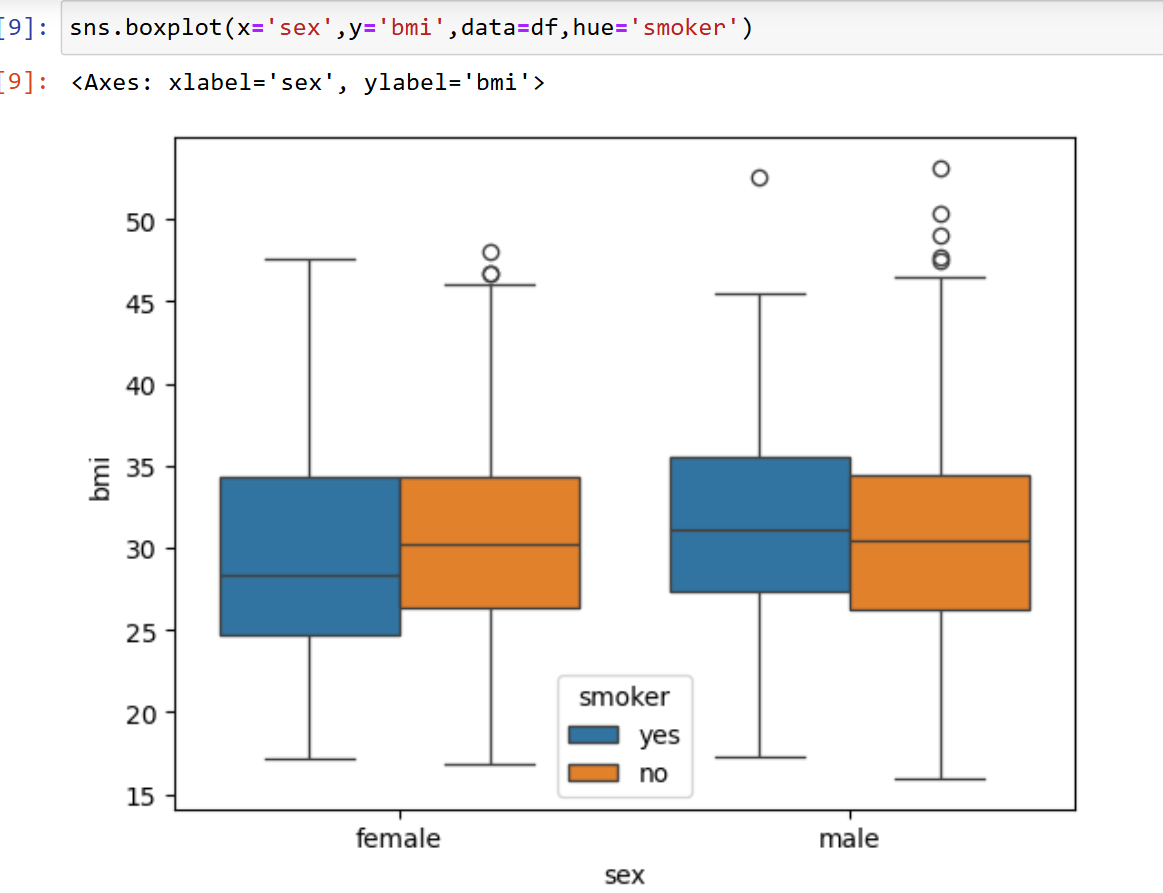 [9]: sns.boxplot(x='sex',y='bmi',data=df,hue='smoker')
[9]: <Axes: xlabel='sex', ylabel='bmi'>
50
45
40
35
30
25
20
15
bmi
smoker
yes
no
female male
sex